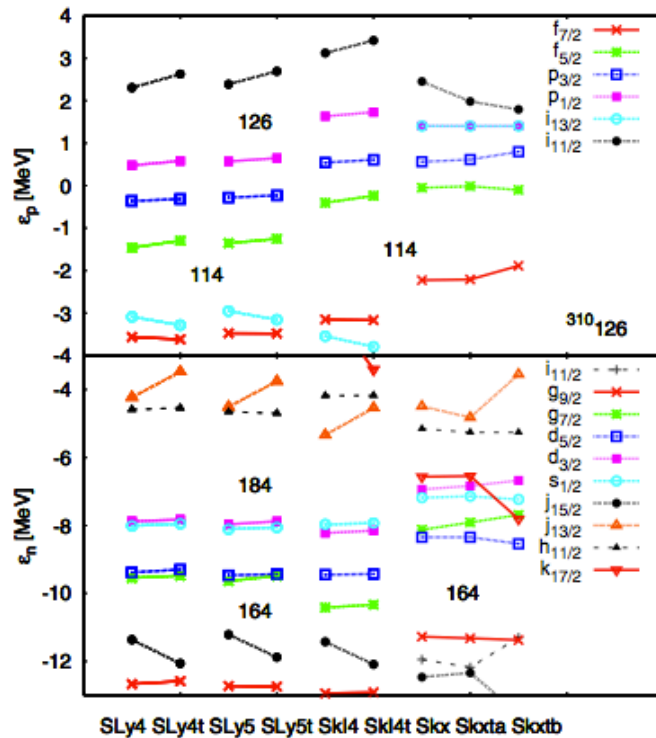 4
3
2
1
0
-1
-2
-3
-4
εp [MeV]
f7/2
f5/2
p3/2
p1/2
i13/2
i11/2
126
114
114
310126
-4
-6
-8
-10
-12
εn [MeV]
i11/2
g9/2
g7/2
d5/2
d3/2
s1/2
j15/2
j13/2
h11/2
k17/2
184
164
164
SLy4 SLy4t SLy5 SLy5t SkI4 SkI4t Skx Skxta Skxtb